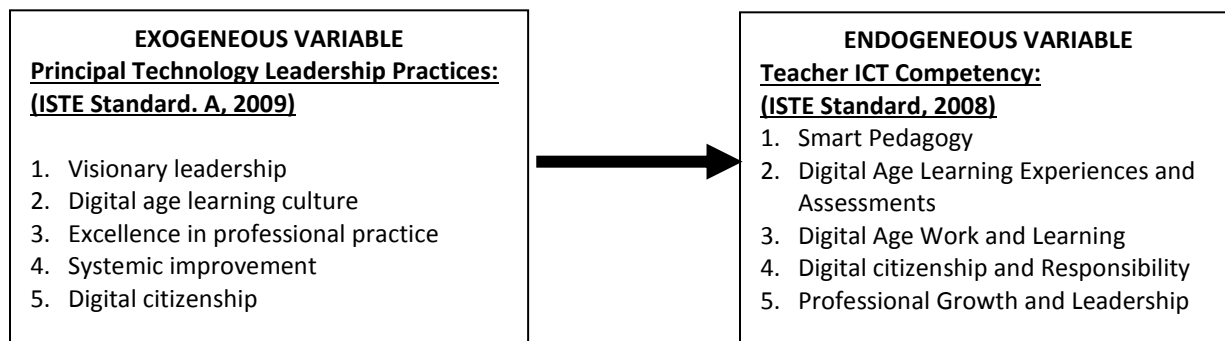 EXOGENEOUS VARIABLE
Principal Technology Leadership Practices:
(ISTE Standard. A, 2009)
1. Visionary leadership
2. Digital age learning culture
3. Excellence in professional practice
4. Systemic improvement
5. Digital citizenship
ENDOGENEOUS VARIABLE
Teacher ICT Competency:
(ISTE Standard, 2008)
1. Smart Pedagogy
2. Digital Age Learning Experiences and
Assessments
3. Digital Age Work and Learning
4. Digital citizenship and Responsibility
5. Professional Growth and Leadership